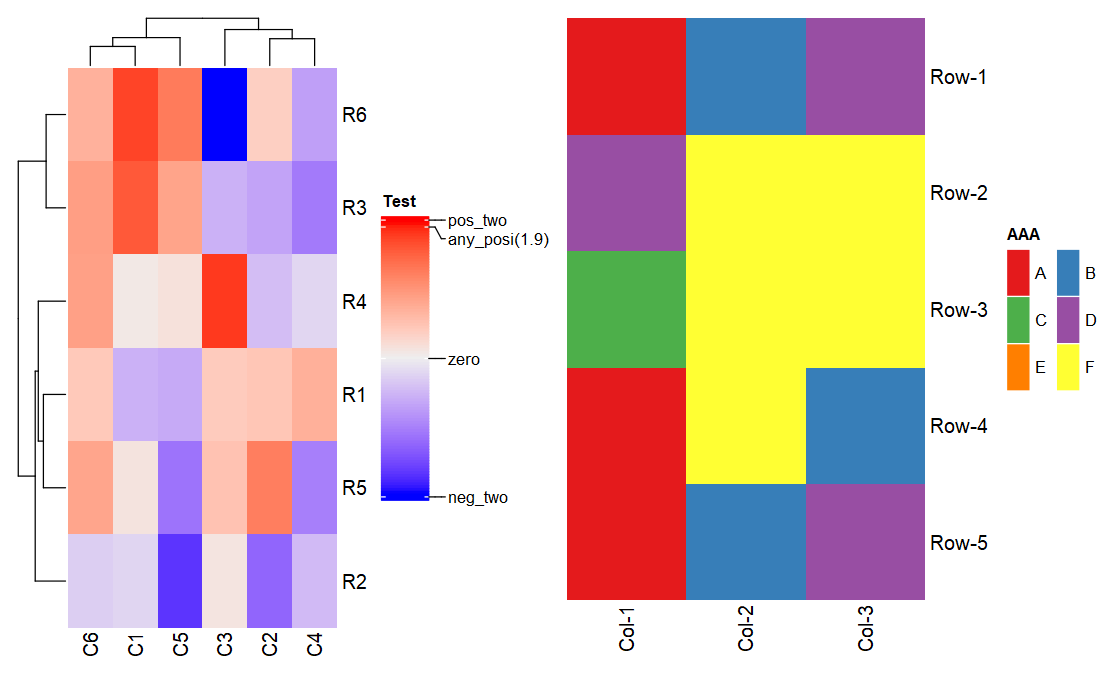 R6
R3
R4
R1
R5
R2
C6
C1
C5
C3
C2
C4
Test
pos_two
any_posi(1.9)
zero
neg_two
Row-1
Row-2
Row-3
Row-4
Row-5
Col-1
Col-2
Col-3
AAA
A B
C D
E F